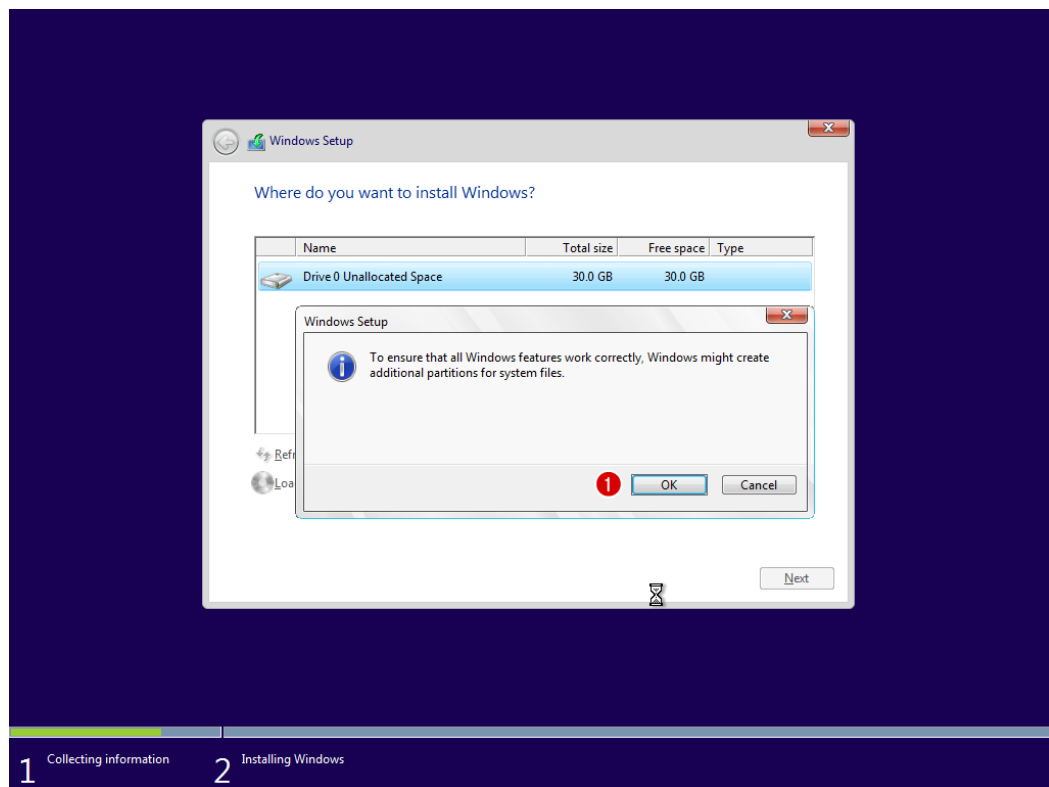 Windows Setup
Where do you want to install Windows?
Name Total size Free space Type
Drive 0 Unallocated Space 30.0 GB 30.0 GB
Windows Setup
To ensure that all Windows features work correctly, Windows might create
additional partitions for system files.
Refr
Loa
1 OK Cancel
Next
1 Collecting information 2 Installing Windows